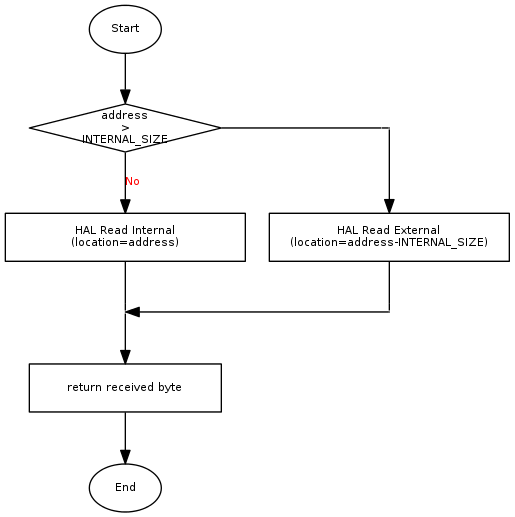 Start
address
>
INTERNAL_SIZE
No
HAL Read Internal
(location=address)
HAL Read External
(location=address-INTERNAL_SIZE)
return received byte
End